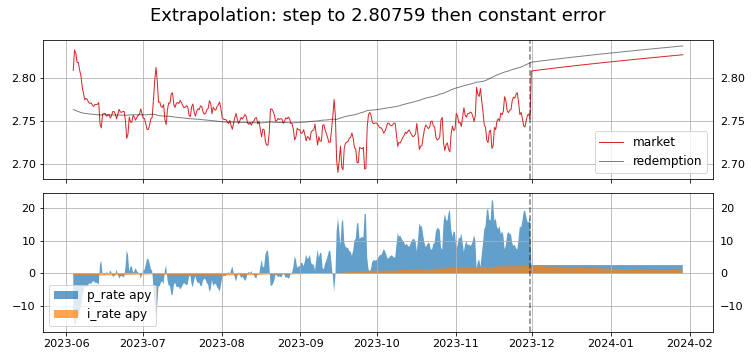 Extrapolation: step to 2.80759 then constant error
2.80 2.80
2.75 2.75
2.70 2.70
market
redemption
20 20
10 10
0 0
−10 −10
p_rate apy
i_rate apy
2023-06 2023-07 2023-08 2023-09 2023-10 2023-11 2023-12 2024-01 2024-02